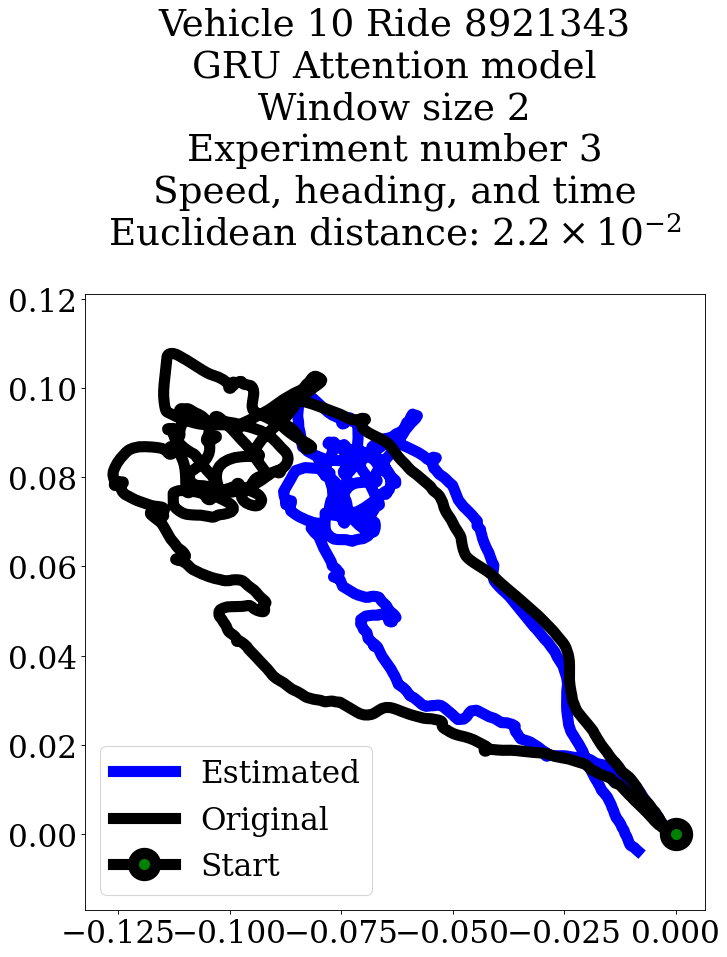 Vehicle 10 Ride 8921343
GRU Attention model
Window size 2
Experiment number 3
Speed, heading, and time
Euclidean distance: 2.2 × 10⁻²
0.12
0.10
0.08
0.06
0.04
0.02
0.00
Estimated
Original
Start
−0.125 −0.100 −0.075 −0.050 −0.025 0.000